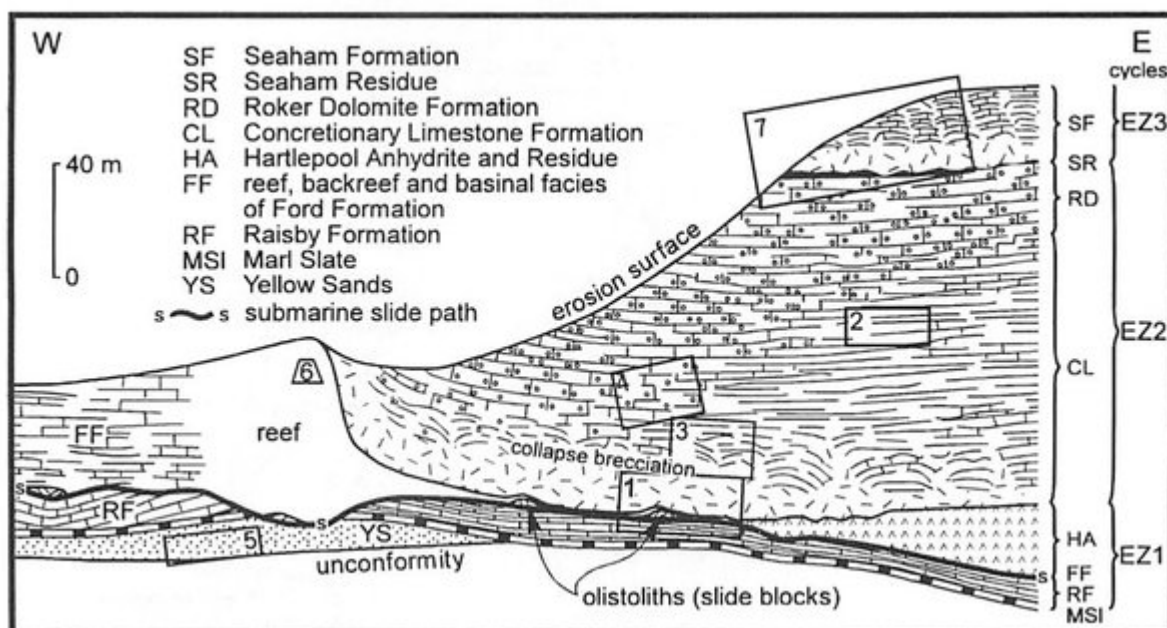 W
E
cycles
SF Seaham Formation
SR Seaham Residue
RD Roker Dolomite Formation
CL Concretionary Limestone Formation
HA Hartlepool Anhydrite and Residue
FF reef, backreef and basinal facies
of Ford Formation
RF Raisby Formation
MSI Marl Slate
YS Yellow Sands
s s submarine slide path
40 m
0
7
SF
EZ3
SR
RD
erosion surface
2
EZ2
CL
6
4
FF
reef
3
collapse brecciation
1
s
RF
s
YS
5
unconformity
HA
EZ1
s
FF
RF
MSI
olistoliths (slide blocks)